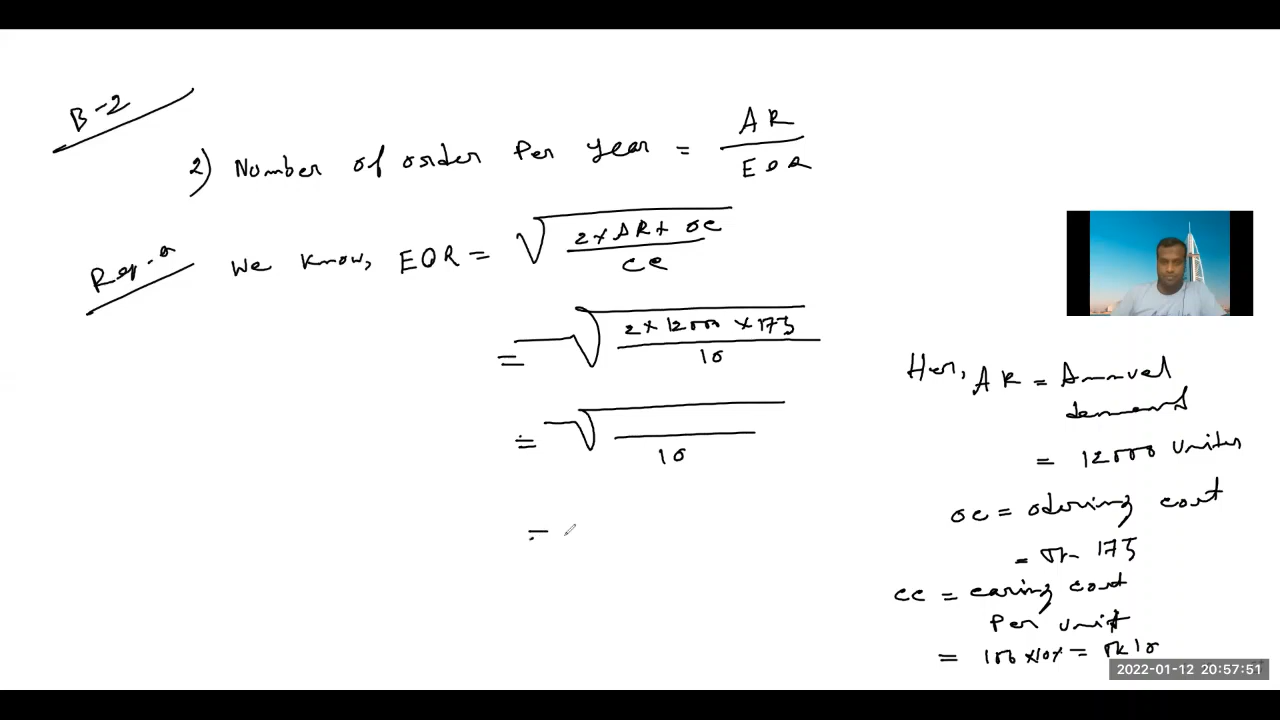 B-2
2) Number of order Per year = AR / EOQ
Req. a
We know, EOQ = √ 2 × AR × OC / CC
= √ 2 × 12000 × 175 / 10
= √ / 10
=
Here, AR = Annual
demand
= 12000 Units
OC = odering cost
= Tk 175
CC = caring cost
Per unit
= 100 × 10% = Tk 10
2022-01-12 20:57:51